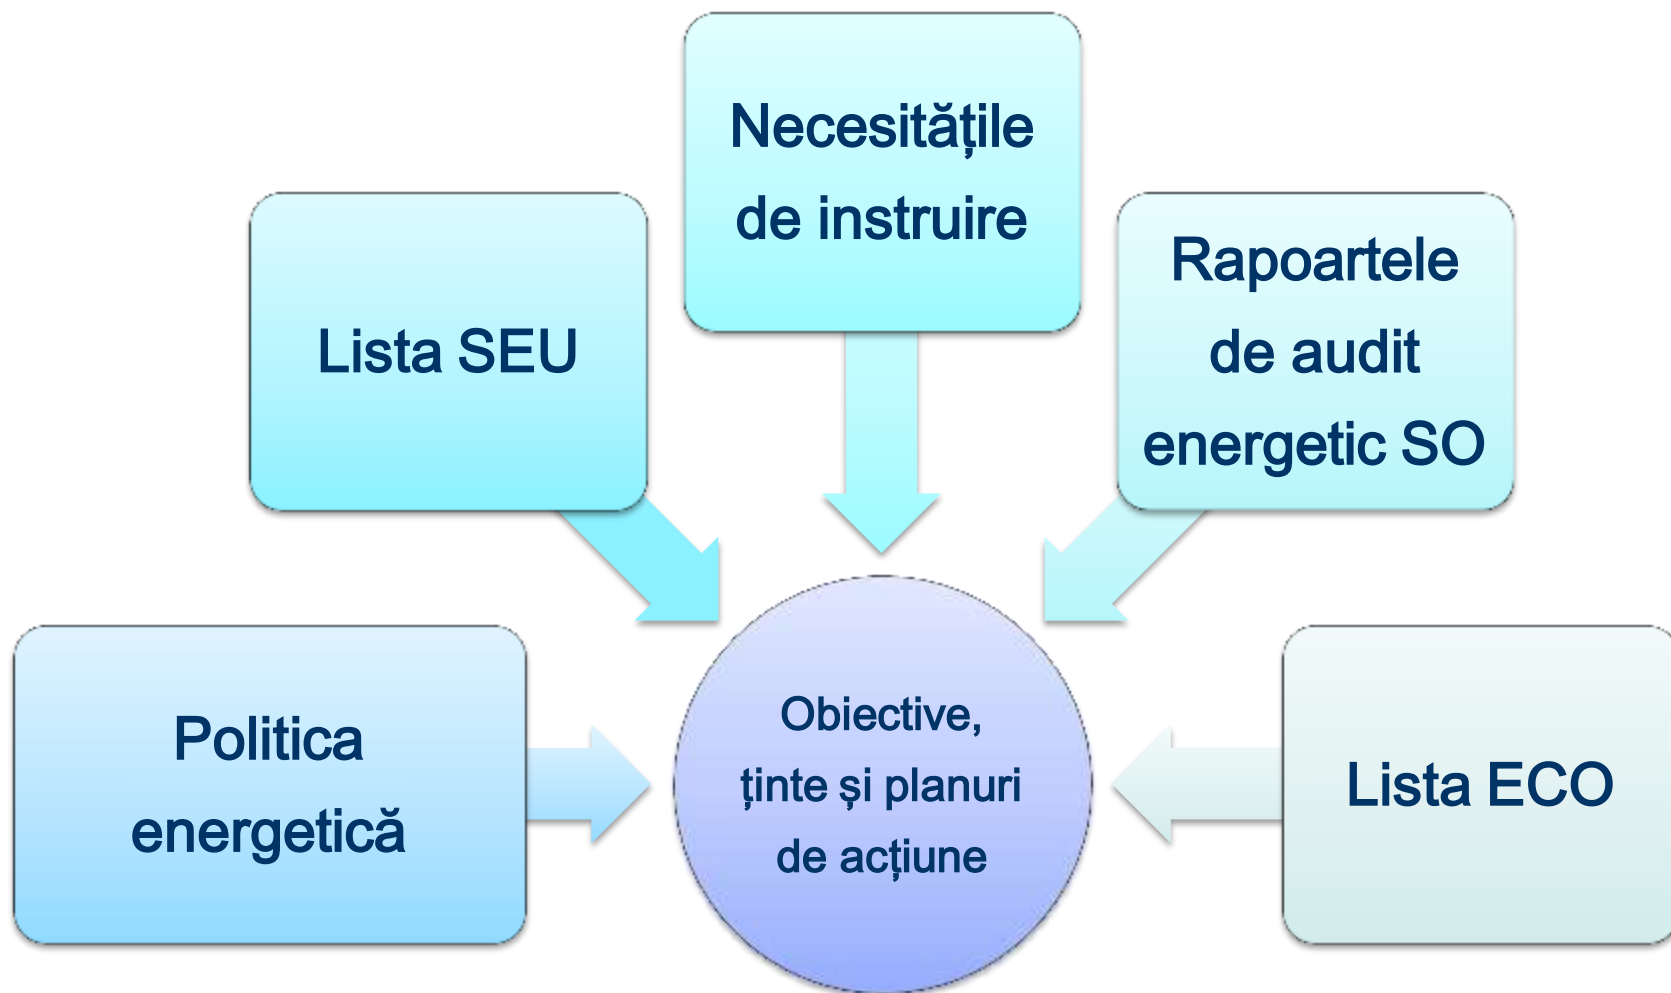 Necesitățile
de instruire
Lista SEU
Rapoartele
de audit
energetic SO
Politica
energetică
Obiective,
ținte și planuri
de acțiune
Lista ECO